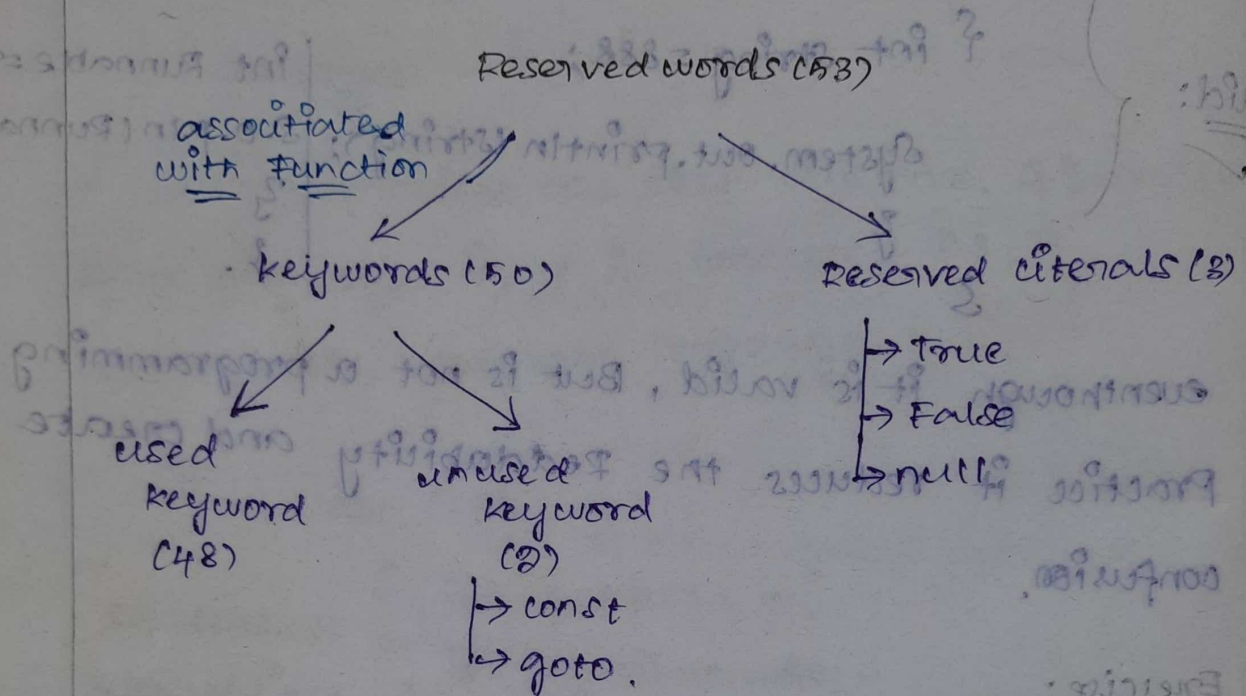 Reserved words (53)
associtiated
with Function
keywords (50)
Reserved literals (3)
True
False
null
used
keyword
(48)
unused
keyword
(2)
const
goto.